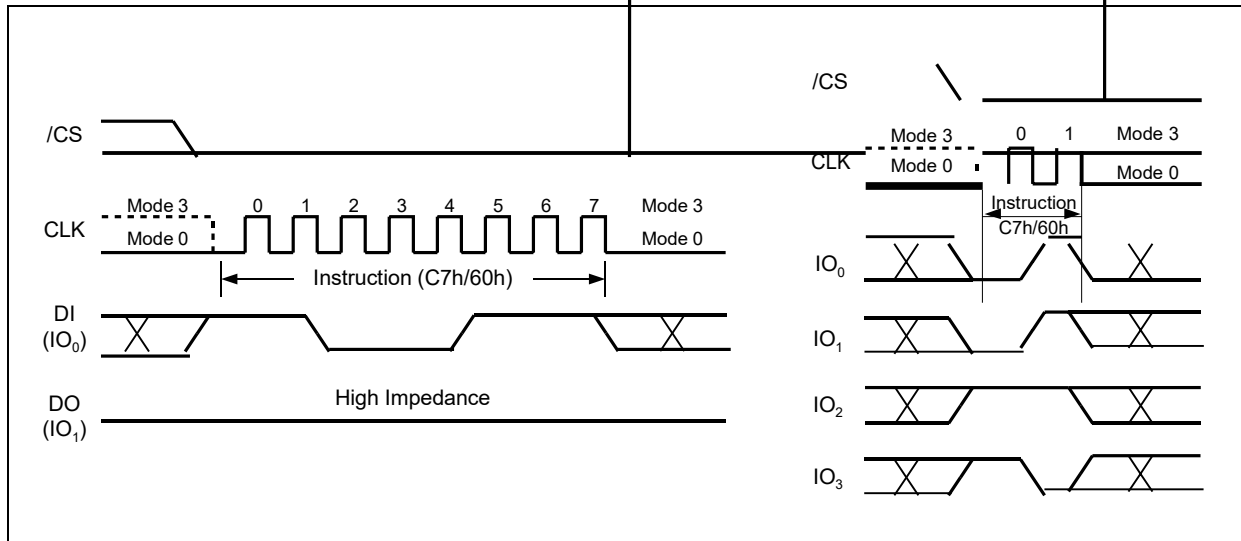 /CS
CLK
Mode 3
Mode 0
0 1 2 3 4 5 6 7
Mode 3
Mode 0
Instruction (C7h/60h)
DI
(IO0)
DO
(IO1)
High Impedance
/CS
CLK
Mode 3
Mode 0
0 1
Mode 3
Mode 0
Instruction
C7h/60h
IO0
IO1
IO2
IO3